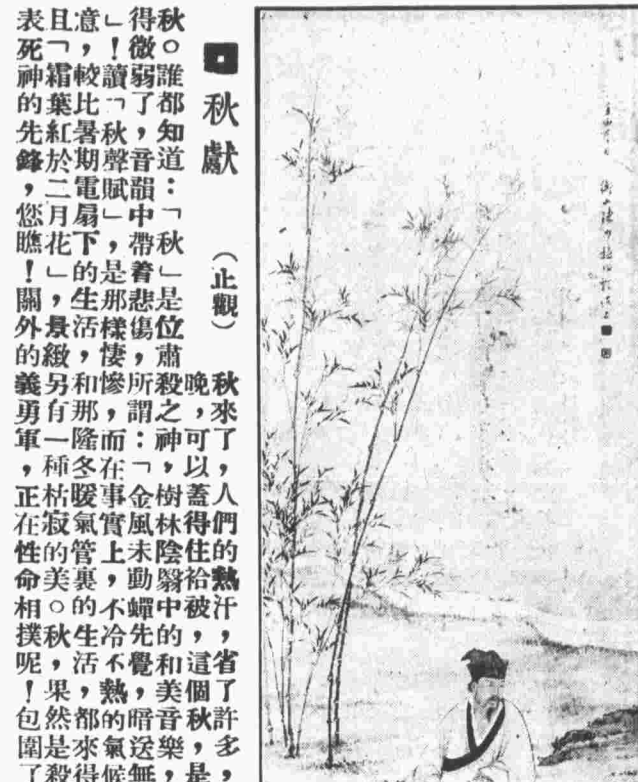 秋獻　(止觀)
秋來了，人們的熱汗，省了許多，
晚，可以蓋得住袷被，這個秋，是
秋。誰都知道：「秋」是位肅殺之神，樹林陰翳中的，和美音樂，
得微弱了，音韻中帶着悲傷，所謂：「金風未動蟬先覺，暗送無
」！讀「秋聲賦」，是那樣悽慘，而在事實上，不冷不熱的氣候
意，較比暑期電扇下的生活，和那隆冬暖氣管裏的生活，都來得
且「霜葉紅於二月花」，景緻另有一種枯寂的美。秋，果然是殺
表死神的先鋒，您瞧！關外的義勇軍，正在性命相撲呢！包圍了